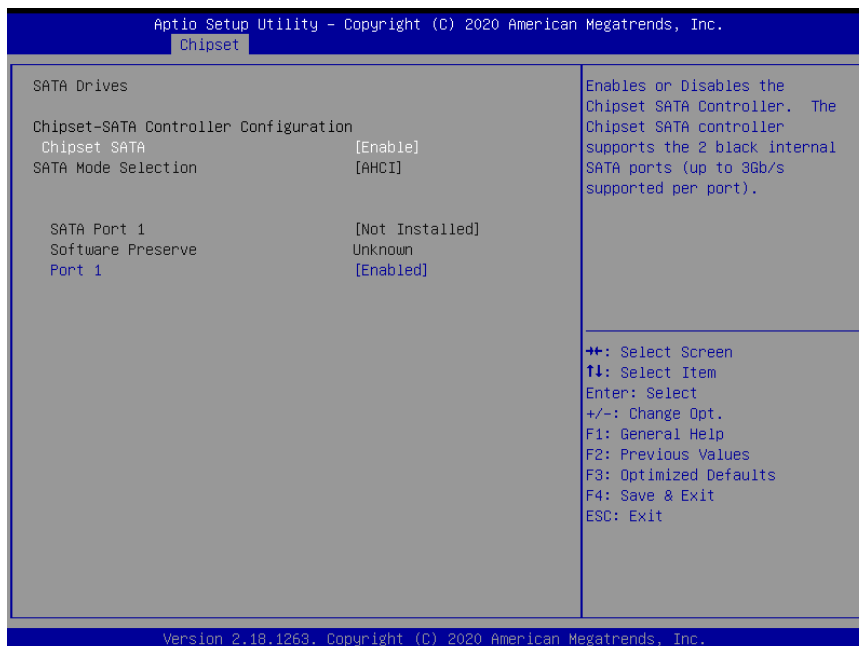 Aptio Setup Utility – Copyright (C) 2020 American Megatrends, Inc.
Chipset
SATA Drives
Chipset-SATA Controller Configuration
Chipset SATA [Enable]
SATA Mode Selection [AHCI]
SATA Port 1 [Not Installed]
Software Preserve Unknown
Port 1 [Enabled]
Enables or Disables the
Chipset SATA Controller. The
Chipset SATA controller
supports the 2 black internal
SATA ports (up to 3Gb/s
supported per port).
→←: Select Screen
↑↓: Select Item
Enter: Select
+/-: Change Opt.
F1: General Help
F2: Previous Values
F3: Optimized Defaults
F4: Save & Exit
ESC: Exit
Version 2.18.1263. Copyright (C) 2020 American Megatrends, Inc.